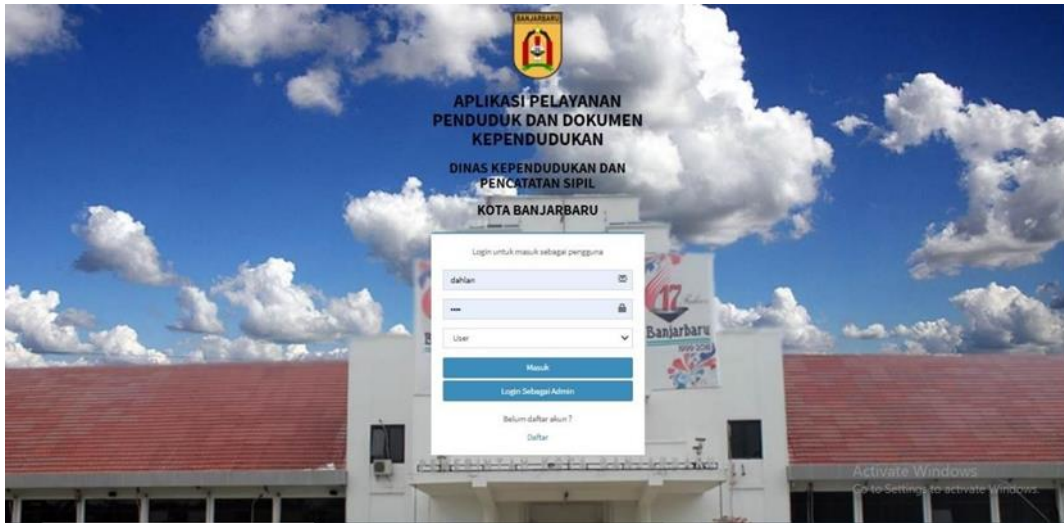 BANJARBARU
APLIKASI PELAYANAN
PENDUDUK DAN DOKUMEN
KEPENDUDUKAN
DINAS KEPENDUDUKAN DAN
PENCATATAN SIPIL
KOTA BANJARBARU
Login untuk masuk sebagai pengguna
dahlan
••••
User
Masuk
Login Sebagai Admin
Belum daftar akun ?
Daftar
17
Banjarbaru
Activate Windows
Go to Settings to activate Windows.